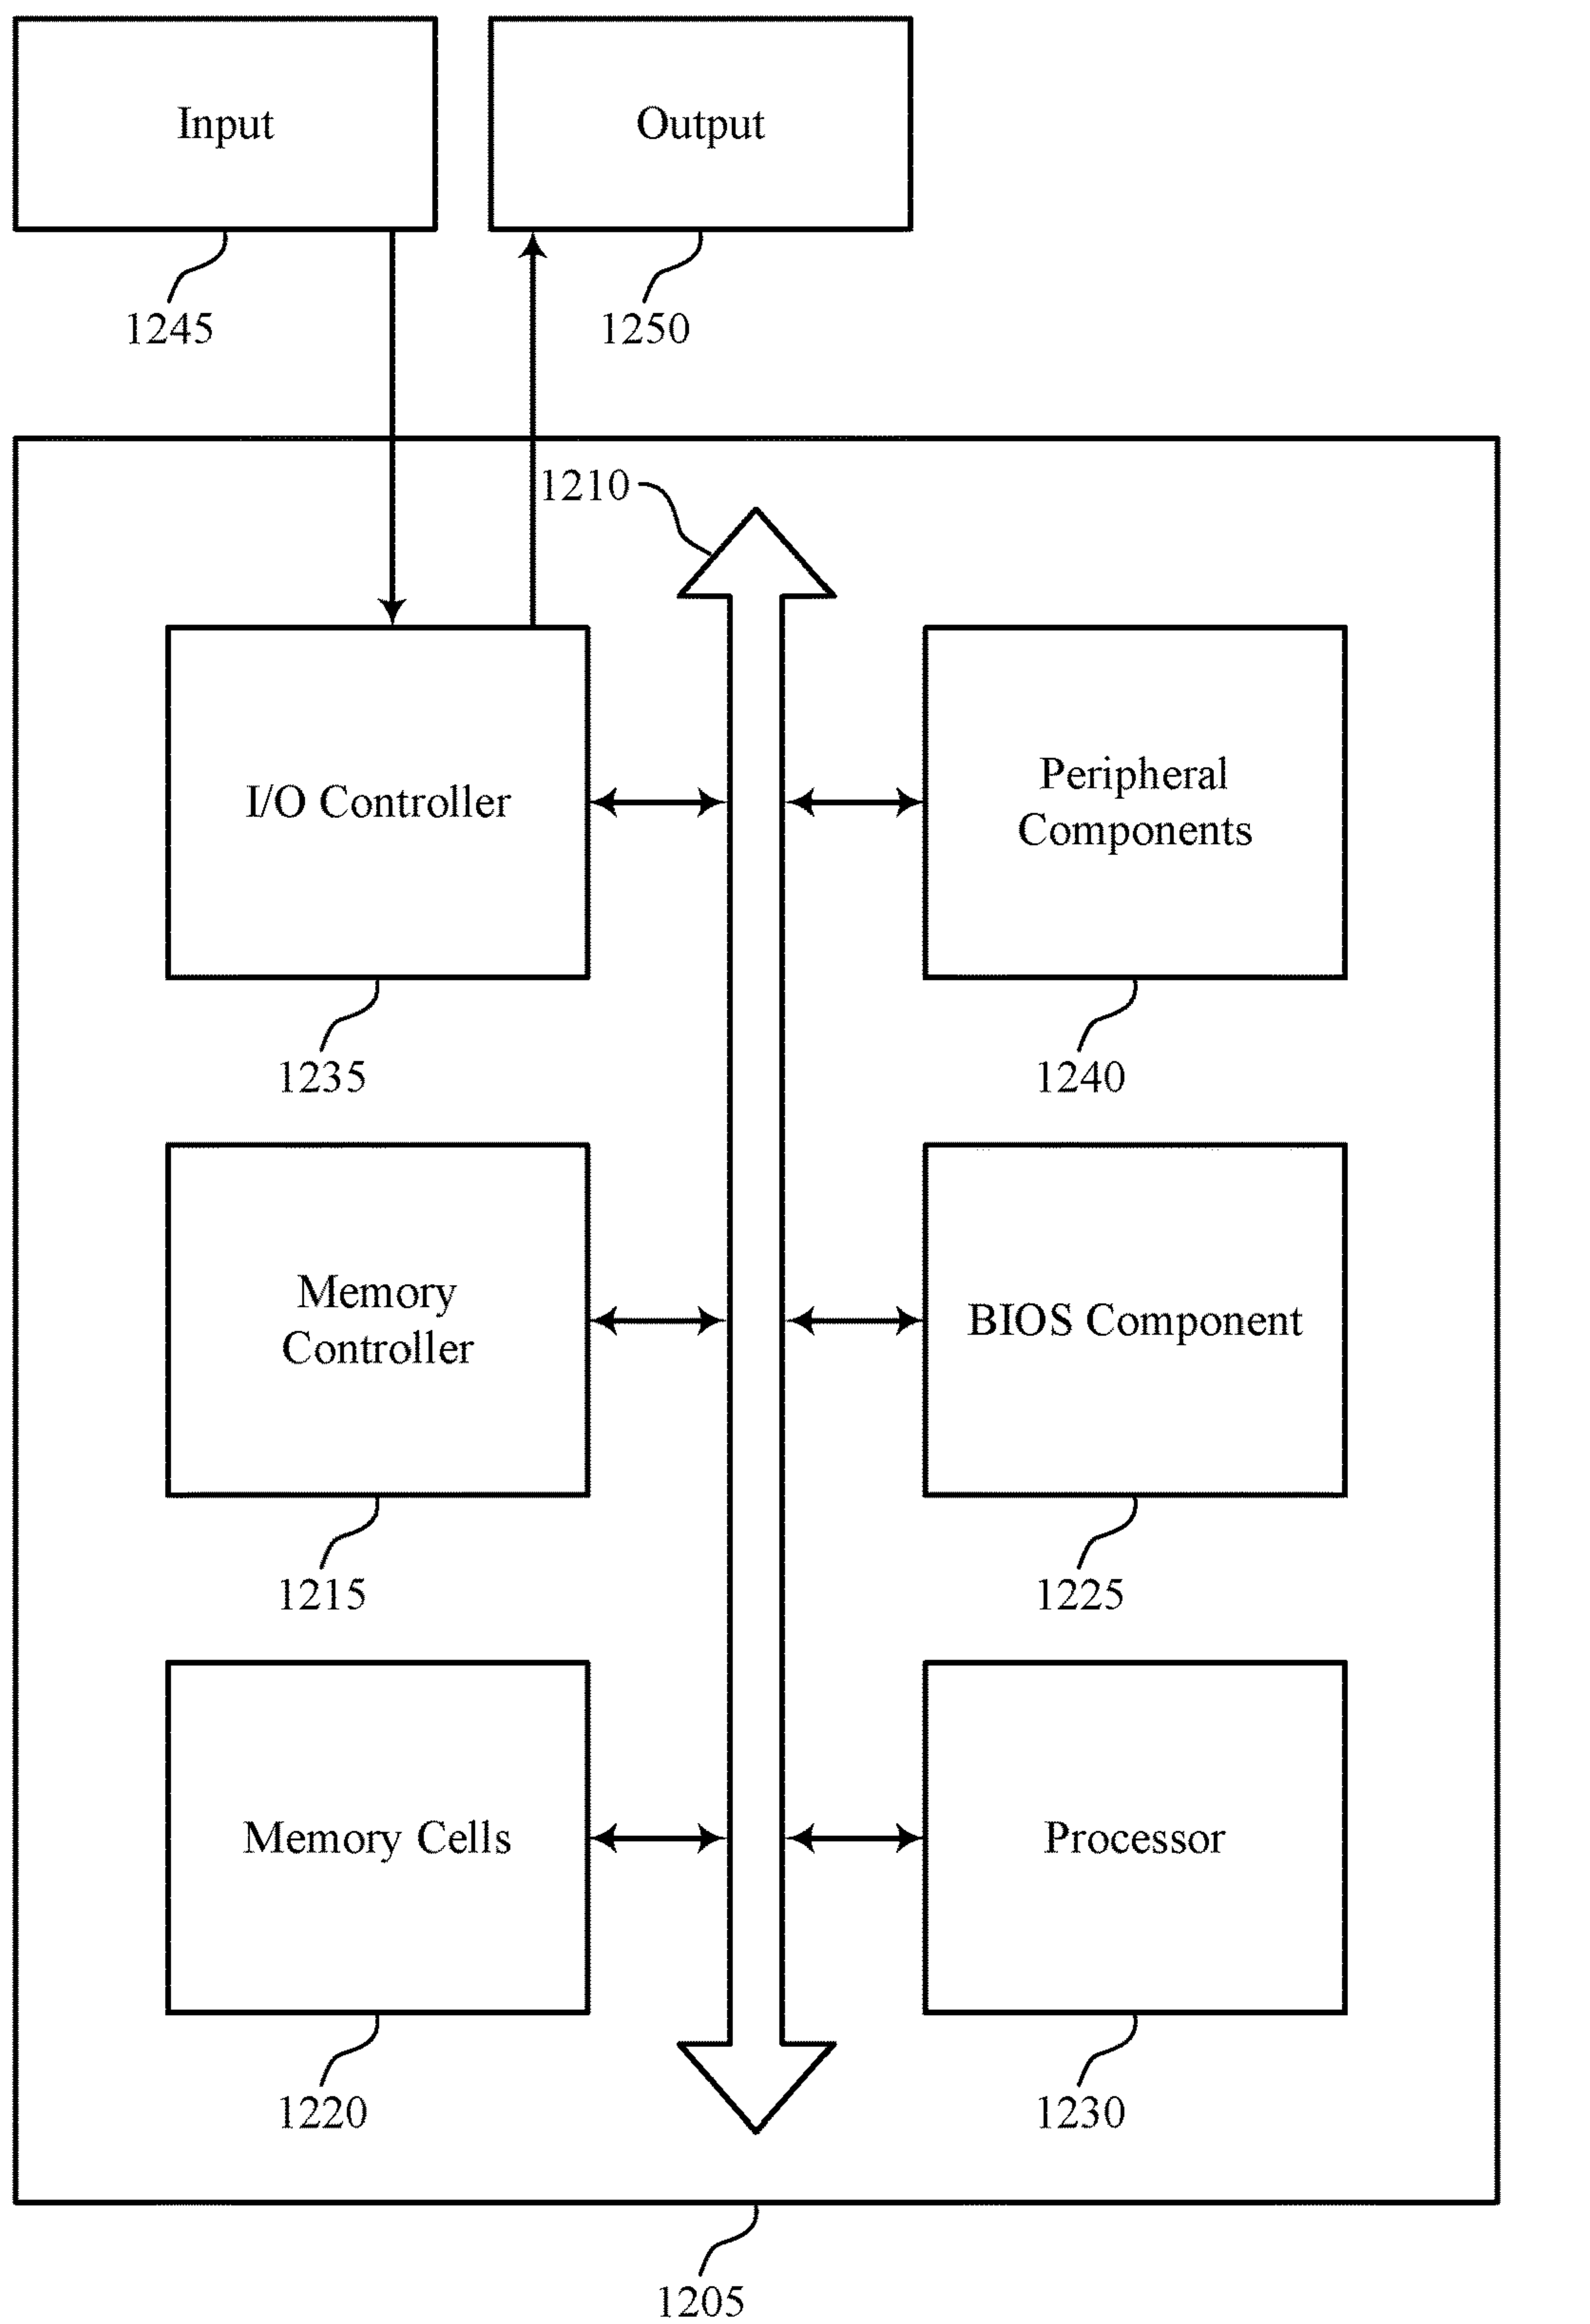 Input
Output
1245
1250
1210
I/O Controller
Peripheral
Components
1235
1240
Memory
Controller
BIOS Component
1215
1225
Memory Cells
Processor
1220
1230
1205